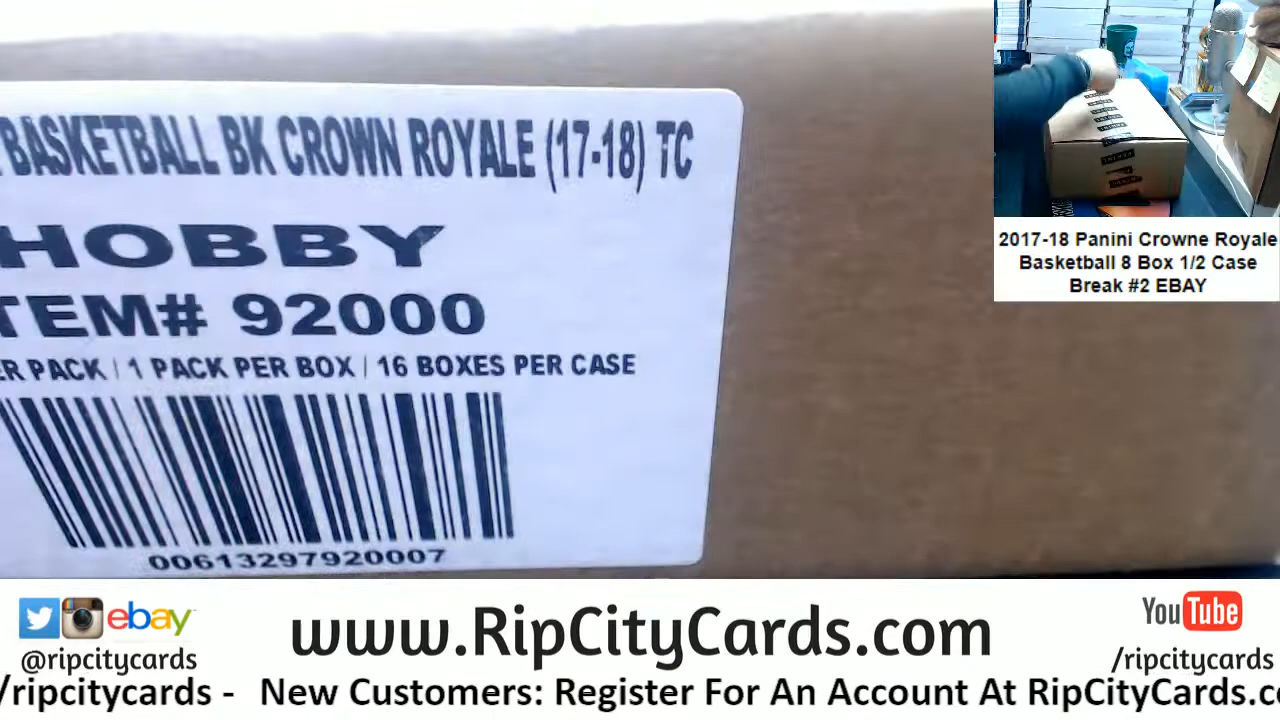 BASKETBALL BK CROWN ROYALE (17-18) TC
HOBBY
TEM# 92000
ER PACK | 1 PACK PER BOX | 16 BOXES PER CASE
00613297920007
2017-18 Panini Crowne Royale
Basketball 8 Box 1/2 Case
Break #2 EBAY
ebay
@ripcitycards
www.RipCityCards.com
YouTube
/ripcitycards
/ripcitycards - New Customers: Register For An Account At RipCityCards.co